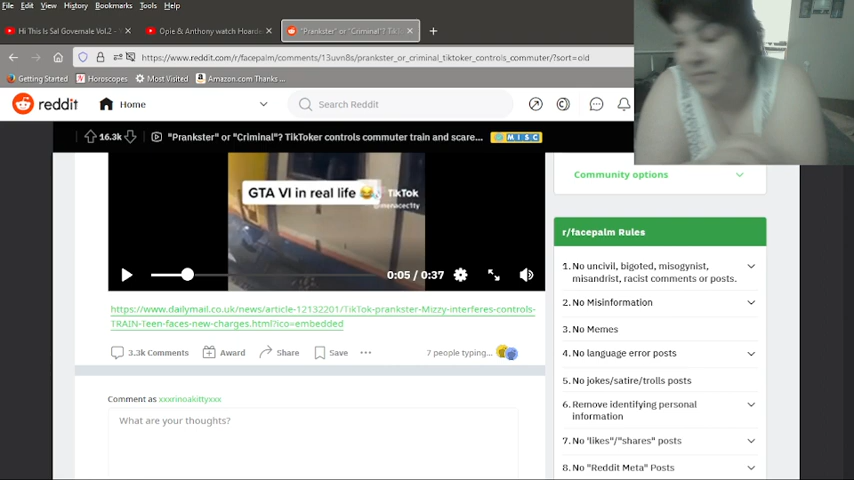 File Edit View History Bookmarks Tools Help
Hi This Is Sal Governale Vol.2 -
Opie & Anthony watch Hoarde
"Prankster", or "Criminal"? TikT
https://www.reddit.com/r/facepalm/comments/13uvn8s/prankster_or_criminal_tiktoker_controls_commuter/?sort=old
Getting Started Horoscopes Most Visited Amazon.com Thanks ...
reddit Home Search Reddit
16.3k "Prankster" or "Criminal"? TikToker controls commuter train and scare... MISC
GTA VI in real life 😂 TikTok
0:05 / 0:37
https://www.dailymail.co.uk/news/article-12132201/TikTok-prankster-Mizzy-interferes-controls-
TRAIN-Teen-faces-new-charges.html?ico=embedded
3.3k Comments Award Share Save ... 7 people typing...
Comment as xxxrinoakittyxxx
What are your thoughts?
Community options
r/facepalm Rules
1. No uncivil, bigoted, misogynist,
misandrist, racist comments or posts.
2. No Misinformation
3. No Memes
4. No language error posts
5. No jokes/satire/trolls posts
6. Remove identifying personal
information
7. No 'likes'/"shares" posts
8. No "Reddit Meta" Posts